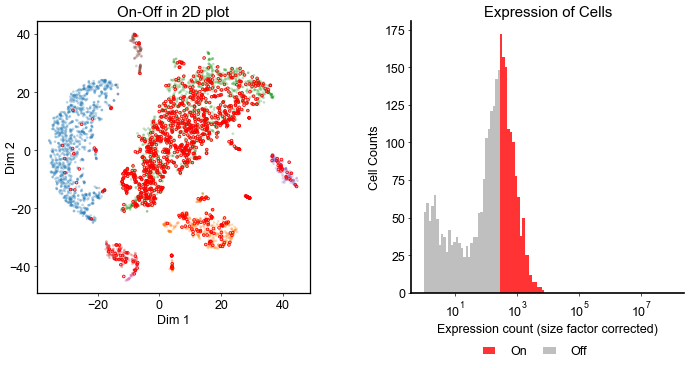 On-Off in 2D plot
40
20
0
−20
−40
Dim 2
−20
0
20
40
Dim 1
Expression of Cells
175
150
125
100
75
50
25
0
Cell Counts
10^1
10^3
10^5
10^7
Expression count (size factor corrected)
On
Off